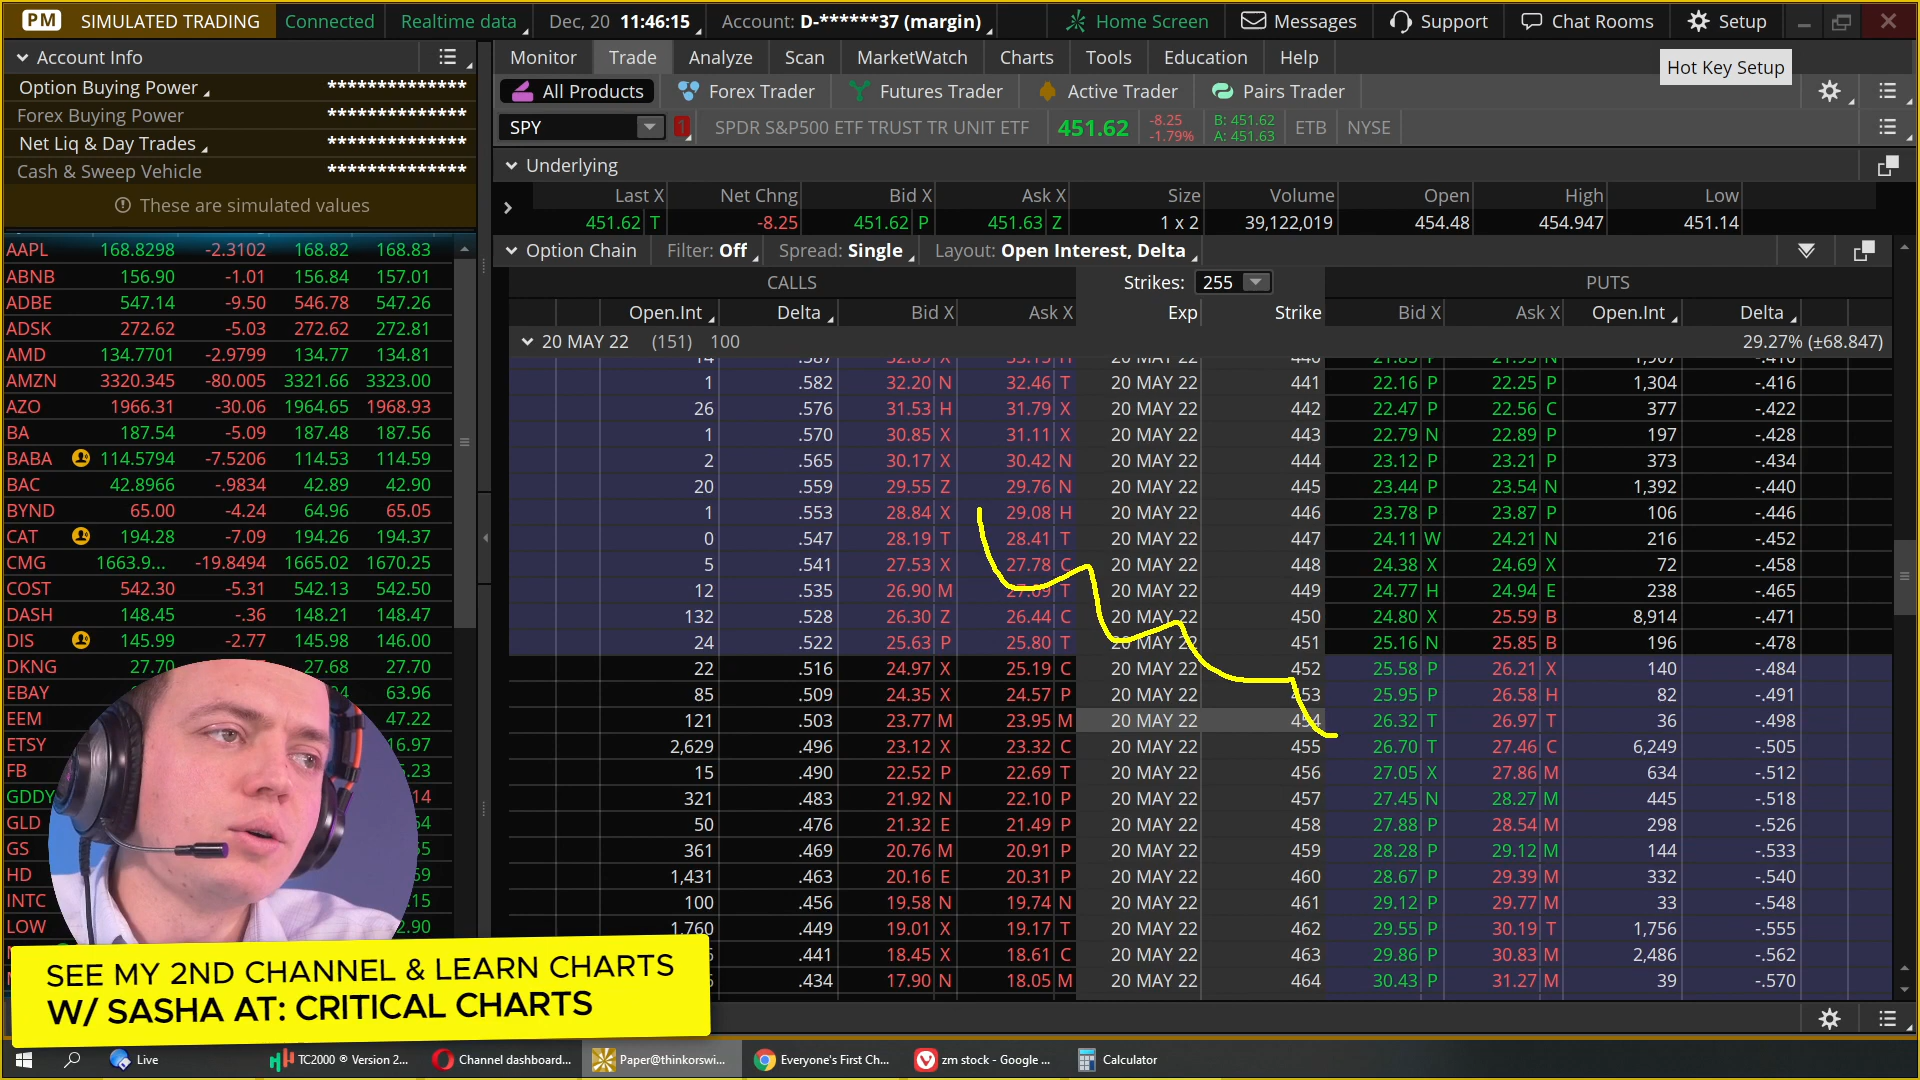 PM SIMULATED TRADING Connected Realtime data Dec, 20 11:46:15 Account: D-******37 (margin) Home Screen Messages Support Chat Rooms Setup
Account Info
Option Buying Power **************
Forex Buying Power **************
Net Liq & Day Trades **************
Cash & Sweep Vehicle **************
These are simulated values
AAPL 168.8298 -2.3102 168.82 168.83
ABNB 156.90 -1.01 156.84 157.01
ADBE 547.14 -9.50 546.78 547.26
ADSK 272.62 -5.03 272.62 272.81
AMD 134.7701 -2.9799 134.77 134.81
AMZN 3320.345 -80.005 3321.66 3323.00
AZO 1966.31 -30.06 1964.65 1968.93
BA 187.54 -5.09 187.48 187.56
BABA 114.5794 -7.5206 114.53 114.59
BAC 42.8966 -.9834 42.89 42.90
BYND 65.00 -4.24 64.96 65.05
CAT 194.28 -7.09 194.26 194.37
CMG 1663.9... -19.8494 1665.02 1670.25
COST 542.30 -5.31 542.13 542.50
DASH 148.45 -.36 148.21 148.47
DIS 145.99 -2.77 145.98 146.00
DKNG 27.70 27.68 27.70
EBAY 63.96
EEM 47.22
ETSY
FB
GDDY
GLD
GS
HD
INTC
LOW
SEE MY 2ND CHANNEL & LEARN CHARTS
W/ SASHA AT: CRITICAL CHARTS
Monitor Trade Analyze Scan MarketWatch Charts Tools Education Help
Hot Key Setup
All Products Forex Trader Futures Trader Active Trader Pairs Trader
SPY 1 SPDR S&P500 ETF TRUST TR UNIT ETF 451.62 -8.25 -1.79% B: 451.62 A: 451.63 ETB NYSE
Underlying
Last X Net Chng Bid X Ask X Size Volume Open High Low
451.62 T -8.25 451.62 P 451.63 Z 1 x 2 39,122,019 454.48 454.947 451.14
Option Chain Filter: Off Spread: Single Layout: Open Interest, Delta
CALLS Strikes: 255 PUTS
Open.Int Delta Bid X Ask X Exp Strike Bid X Ask X Open.Int Delta
20 MAY 22 (151) 100 29.27% (±68.847)
1 .582 32.20 N 32.46 T 20 MAY 22 441 22.16 P 22.25 P 1,304 -.416
26 .576 31.53 H 31.79 X 20 MAY 22 442 22.47 P 22.56 C 377 -.422
1 .570 30.85 X 31.11 X 20 MAY 22 443 22.79 N 22.89 P 197 -.428
2 .565 30.17 X 30.42 N 20 MAY 22 444 23.12 P 23.21 P 373 -.434
20 .559 29.55 Z 29.76 N 20 MAY 22 445 23.44 P 23.54 N 1,392 -.440
1 .553 28.84 X 29.08 H 20 MAY 22 446 23.78 P 23.87 P 106 -.446
0 .547 28.19 T 28.41 T 20 MAY 22 447 24.11 W 24.21 N 216 -.452
5 .541 27.53 X 27.78 C 20 MAY 22 448 24.38 X 24.69 X 72 -.458
12 .535 26.90 M 27.09 T 20 MAY 22 449 24.77 H 24.94 E 238 -.465
132 .528 26.30 Z 26.44 C 20 MAY 22 450 24.80 X 25.59 B 8,914 -.471
24 .522 25.63 P 25.80 T 20 MAY 22 451 25.16 N 25.85 B 196 -.478
22 .516 24.97 X 25.19 C 20 MAY 22 452 25.58 P 26.21 X 140 -.484
85 .509 24.35 X 24.57 P 20 MAY 22 453 25.95 P 26.58 H 82 -.491
121 .503 23.77 M 23.95 M 20 MAY 22 454 26.32 T 26.97 T 36 -.498
2,629 .496 23.12 X 23.32 C 20 MAY 22 455 26.70 T 27.46 C 6,249 -.505
15 .490 22.52 P 22.69 T 20 MAY 22 456 27.05 X 27.86 M 634 -.512
321 .483 21.92 N 22.10 P 20 MAY 22 457 27.45 N 28.27 M 445 -.518
50 .476 21.32 E 21.49 P 20 MAY 22 458 27.88 P 28.54 M 298 -.526
361 .469 20.76 M 20.91 P 20 MAY 22 459 28.28 P 29.12 M 144 -.533
1,431 .463 20.16 E 20.31 P 20 MAY 22 460 28.67 P 29.39 M 332 -.540
100 .456 19.58 N 19.74 N 20 MAY 22 461 29.12 P 29.77 M 33 -.548
1,760 .449 19.01 X 19.17 T 20 MAY 22 462 29.55 P 30.19 T 1,756 -.555
.441 18.45 X 18.61 C 20 MAY 22 463 29.86 P 30.83 M 2,486 -.562
.434 17.90 N 18.05 M 20 MAY 22 464 30.43 P 31.27 M 39 -.570
Live TC2000 ® Version 2... Channel dashboard... Paper@thinkorswi... Everyone's First Ch... zm stock - Google ... Calculator